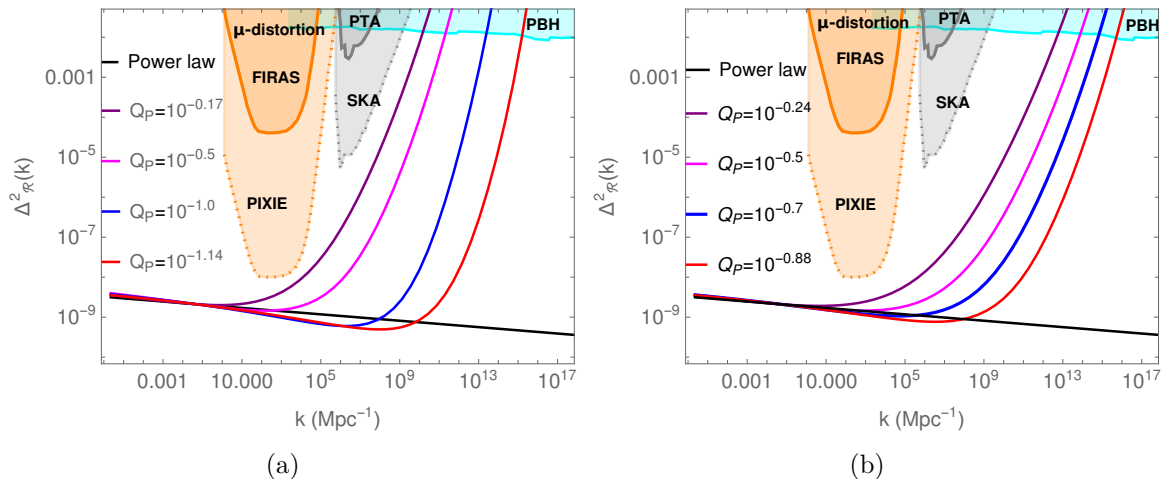 μ-distortion
PTA
PBH
Power law
FIRAS
Q_P=10^{-0.17}
SKA
Q_P=10^{-0.5}
PIXIE
Q_P=10^{-1.0}
Q_P=10^{-1.14}
0.001
10^{-5}
10^{-7}
10^{-9}
Δ²_ℛ(k)
0.001 10.000 10^5 10^9 10^{13} 10^{17}
k (Mpc^{-1})
(a)
μ-distortion
PTA
PBH
Power law
FIRAS
Q_P=10^{-0.24}
SKA
Q_P=10^{-0.5}
PIXIE
Q_P=10^{-0.7}
Q_P=10^{-0.88}
0.001
10^{-5}
10^{-7}
10^{-9}
Δ²_ℛ(k)
0.001 10.000 10^5 10^9 10^{13} 10^{17}
k (Mpc^{-1})
(b)